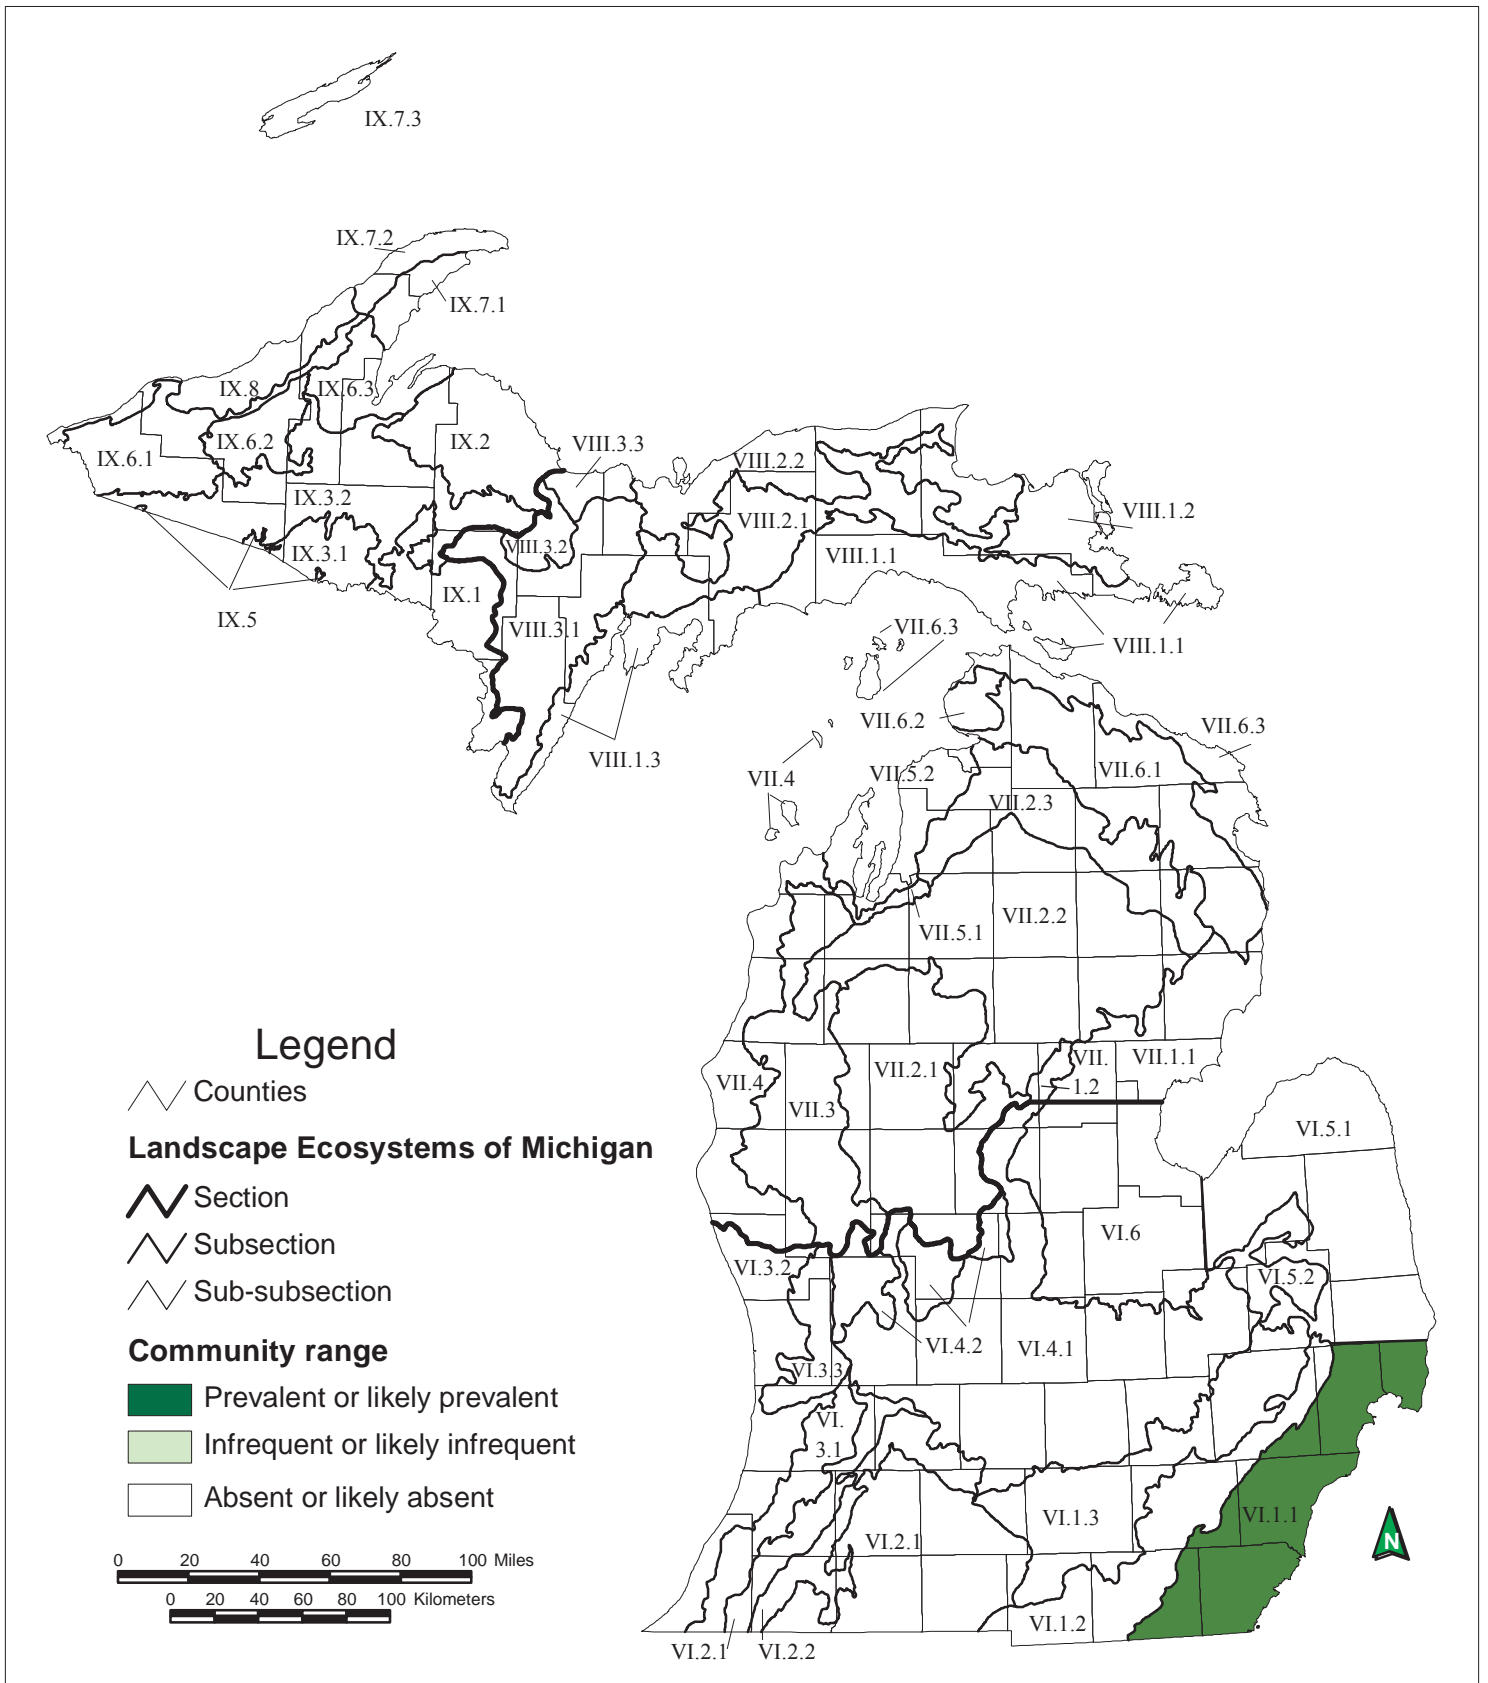 IX.7.3
IX.7.2
IX.7.1
IX.8
IX.6.3
IX.6.2
IX.2
IX.6.1
VIII.3.3
VIII.2.2
IX.3.2
VIII.2.1
VIII.1.2
IX.3.1
VIII.3.2
VIII.1.1
IX.1
IX.5
VIII.3.1
VII.6.3
VIII.1.1
VII.6.2
VII.6.3
VIII.1.3
VII.4
VII.5.2
VII.6.1
VII.2.3
VII.5.1
VII.2.2
VII.4
VII.3
VII.2.1
VII.
1.2
VII.1.1
VI.5.1
VI.6
VI.3.2
VI.5.2
VI.4.2
VI.4.1
VI.3.3
VI.
3.1
VI.1.3
VI.1.1
VI.2.1
VI.1.2
VI.2.1
VI.2.2
N
Legend
Counties
Landscape Ecosystems of Michigan
Section
Subsection
Sub-subsection
Community range
Prevalent or likely prevalent
Infrequent or likely infrequent
Absent or likely absent
0 20 40 60 80 100 Miles
0 20 40 60 80 100 Kilometers